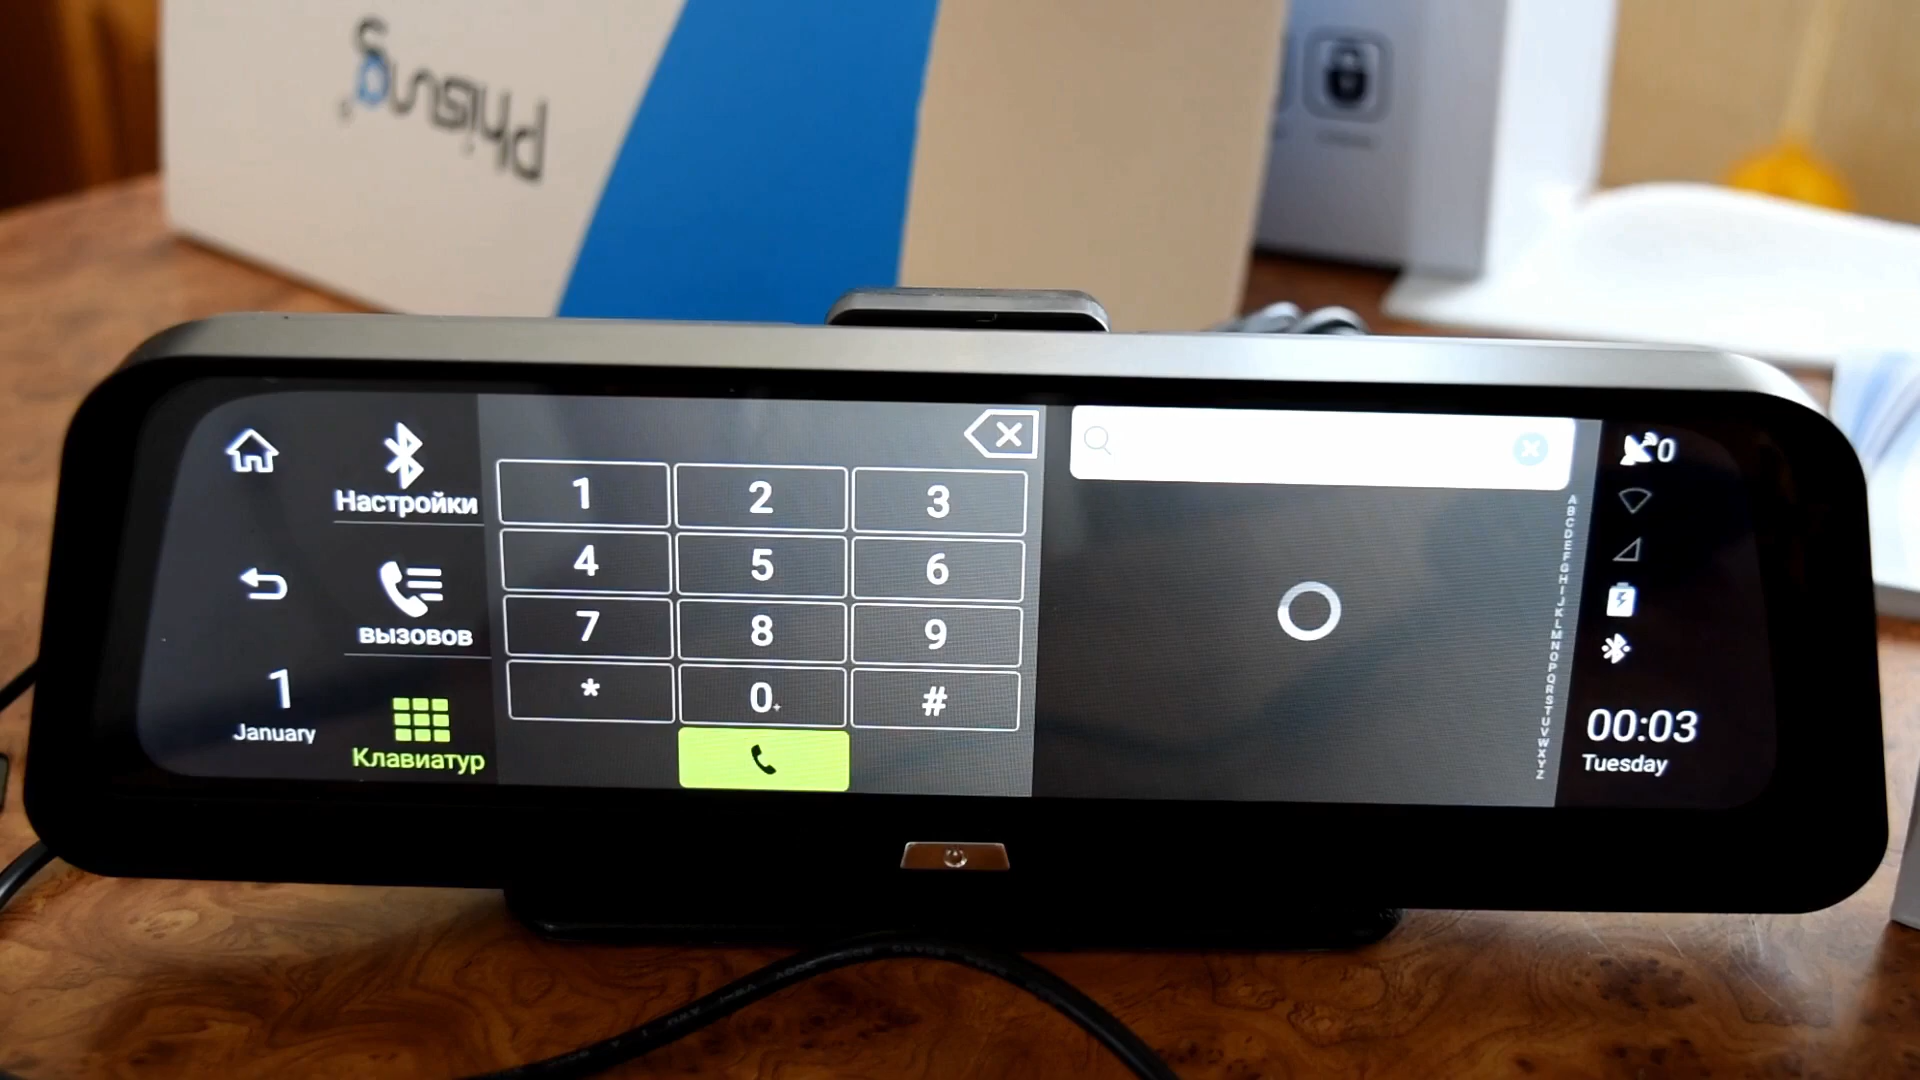 phisung
Настройки
вызовов
1
January
Клавиатур
1 2 3
4 5 6
7 8 9
* 0+ #
0
A
B
C
D
E
F
G
H
I
J
K
L
M
N
O
P
Q
R
S
T
U
V
W
X
Y
Z
00:03
Tuesday